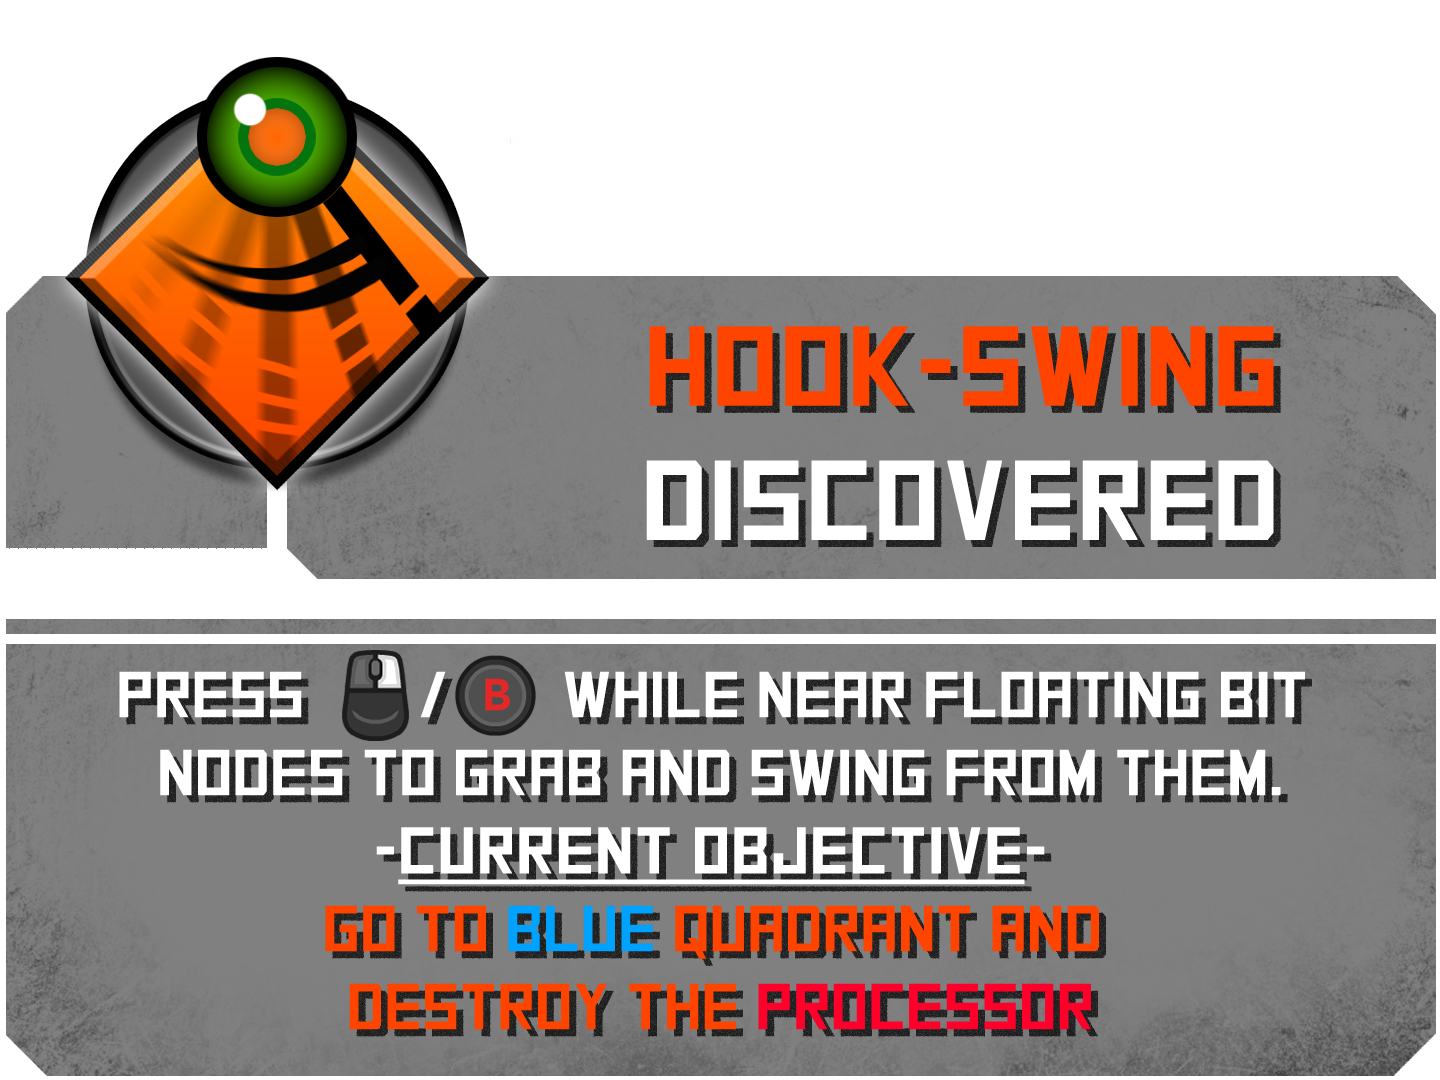 HOOK-SWING
DISCOVERED
PRESS / B WHILE NEAR FLOATING BIT
NODES TO GRAB AND SWING FROM THEM.
-CURRENT OBJECTIVE-
GO TO BLUE QUADRANT AND
DESTROY THE PROCESSOR